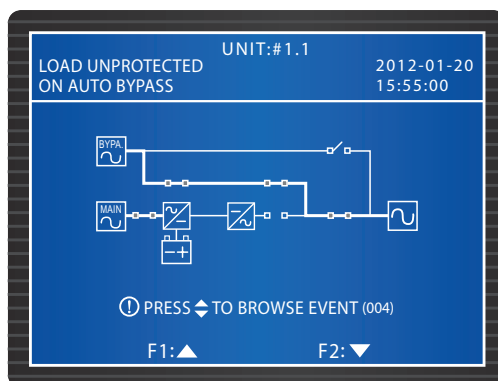 UNIT:#1.1
LOAD UNPROTECTED
ON AUTO BYPASS
2012-01-20
15:55:00
BYPA.
MAIN
PRESS TO BROWSE EVENT (004)
F1:
F2: